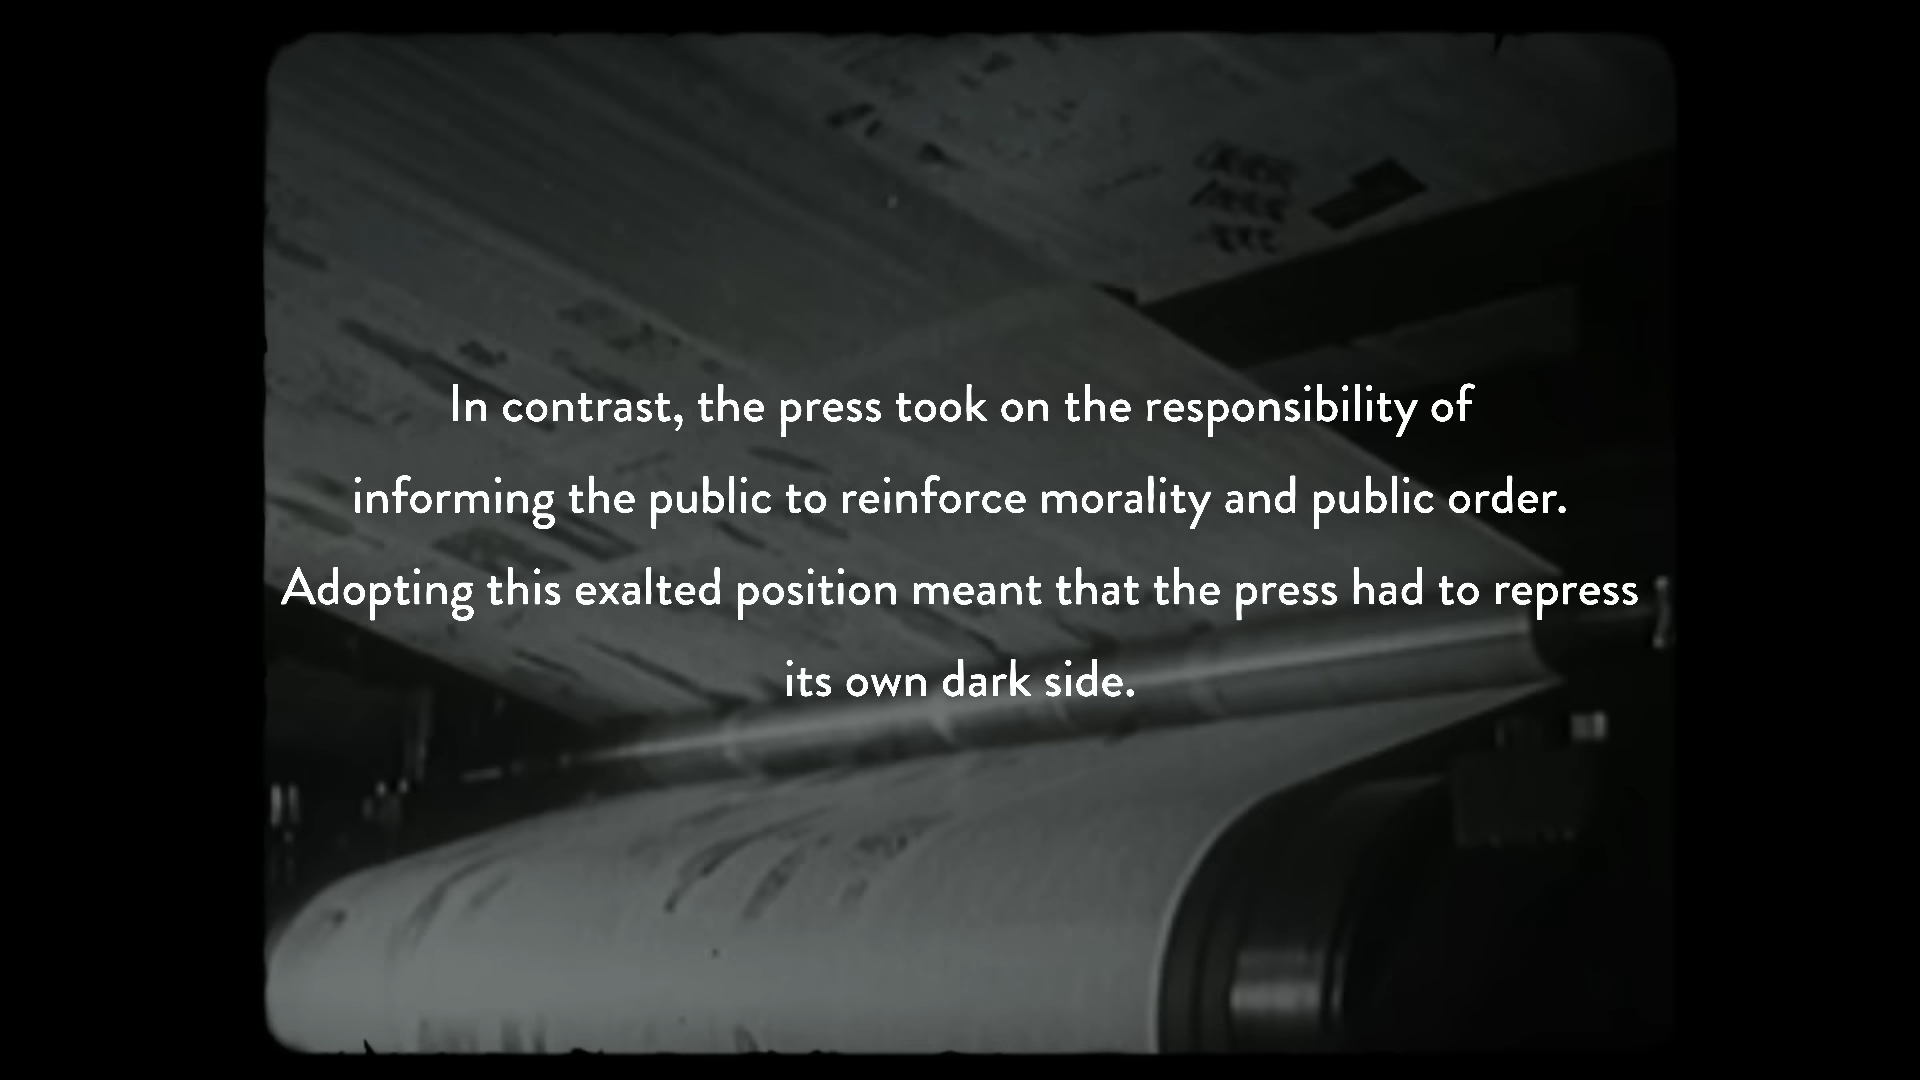 In contrast, the press took on the responsibility of
informing the public to reinforce morality and public order.
Adopting this exalted position meant that the press had to repress
its own dark side.